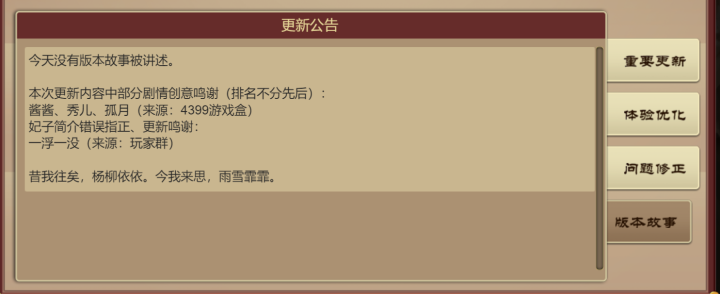 更新公告
今天没有版本故事被讲述。
本次更新内容中部分剧情创意鸣谢（排名不分先后）：
酱酱、秀儿、孤月（来源：4399游戏盒）
妃子简介错误指正、更新鸣谢：
一浮一没（来源：玩家群）
昔我往矣，杨柳依依。今我来思，雨雪霏霏。
重要更新
体验优化
问题修正
版本故事